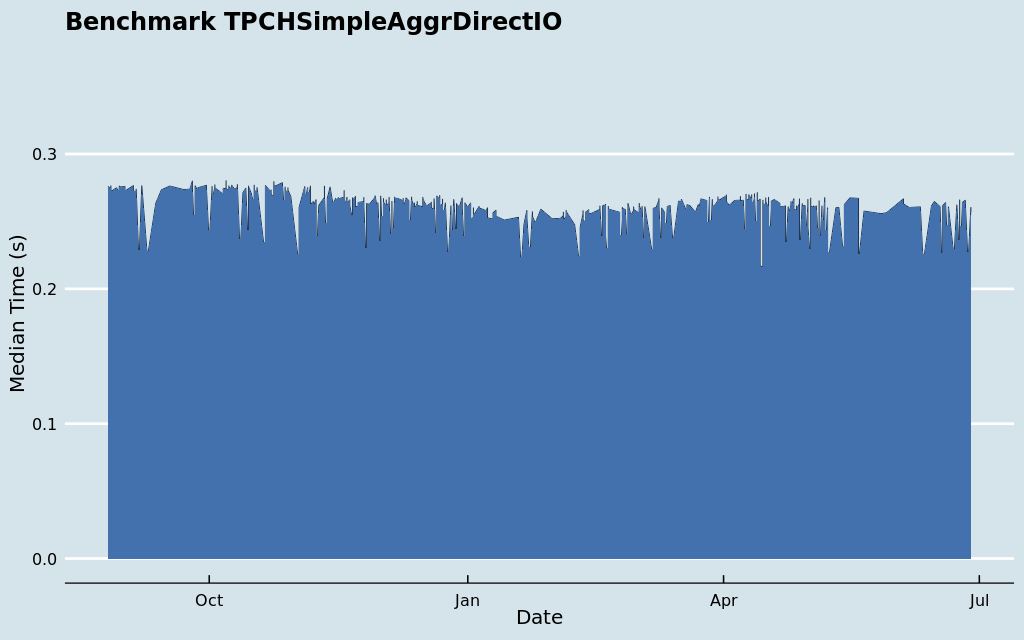 Benchmark TPCHSimpleAggrDirectIO
Median Time (s)
0.3
0.2
0.1
0.0
Oct Jan Apr Jul
Date